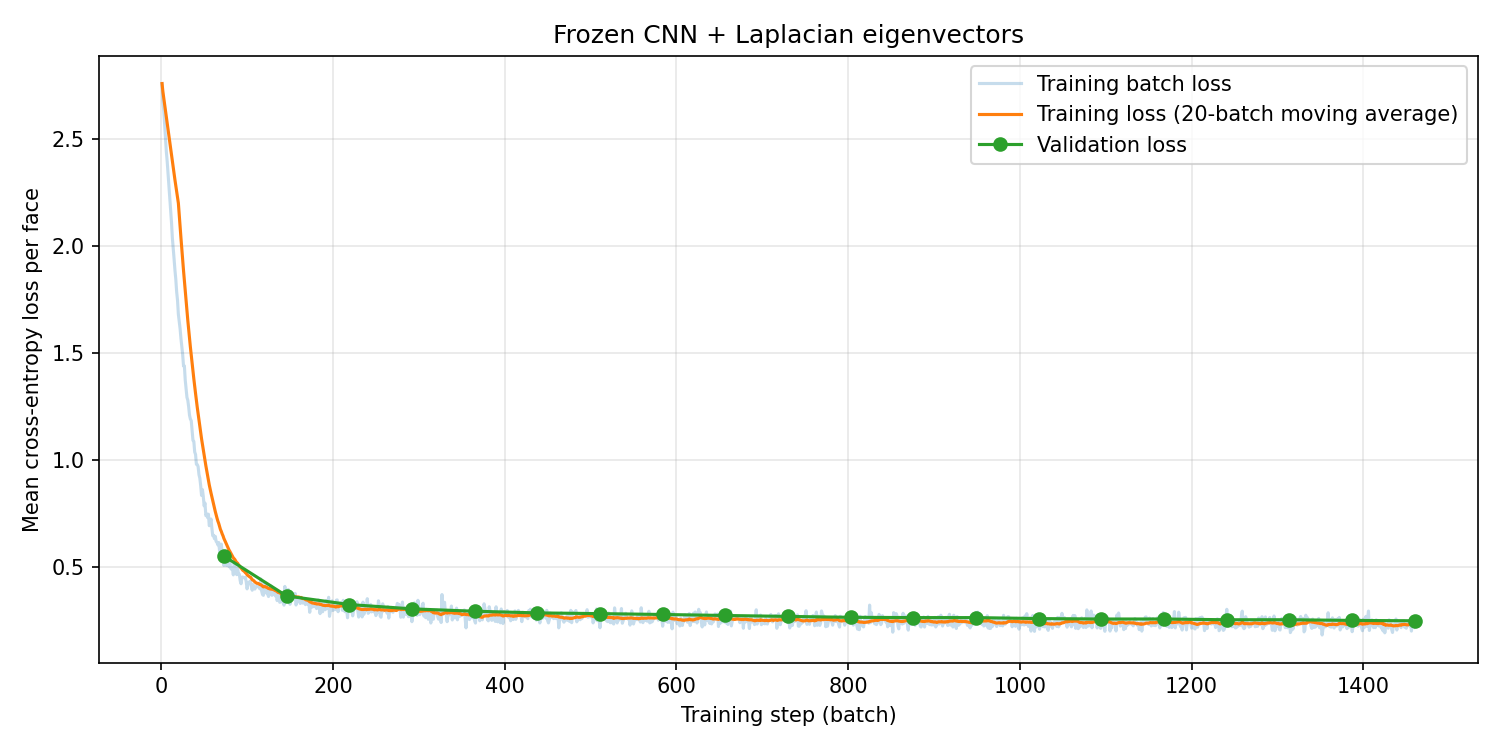 Frozen CNN + Laplacian eigenvectors
Training batch loss
Training loss (20-batch moving average)
Validation loss
Mean cross-entropy loss per face
2.5
2.0
1.5
1.0
0.5
0 200 400 600 800 1000 1200 1400
Training step (batch)